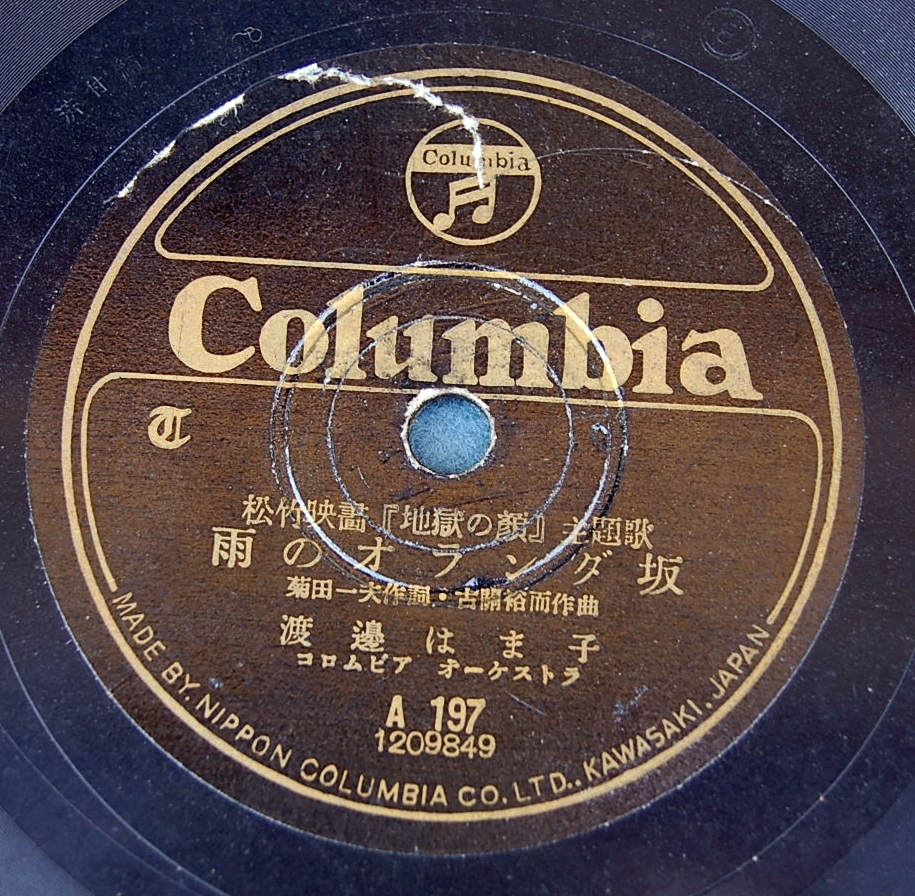 Columbia
Columbia
T
松竹映畫『地獄の顔』主題歌
雨のオランダ坂
菊田一夫作詞・古關裕而作曲
渡邊はま子
コロムビア オーケストラ
A 197
1209849
MADE BY NIPPON COLUMBIA CO. LTD., KAWASAKI, JAPAN